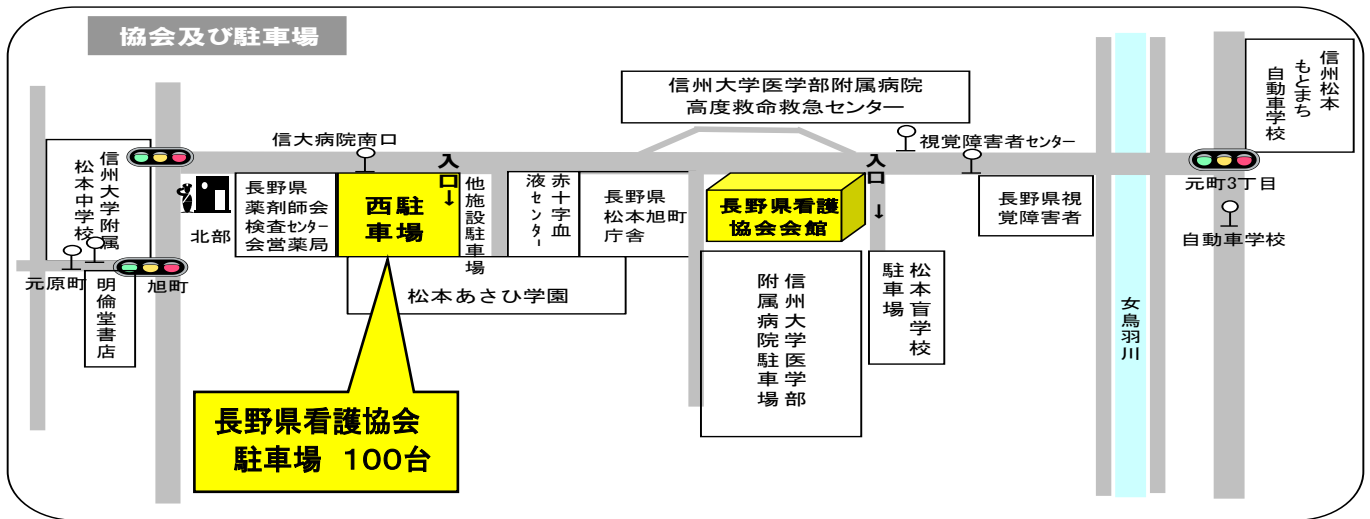 協会及び駐車場
信州大学医学部附属病院
高度救命救急センター
信州松本
もとまち
自動車学校
信大病院南口
視覚障害者センター
入口↓
入口↓
元町3丁目
自動車学校
信州大学附属
松本中学校
北部
長野県
薬剤師会
検査センター
会営薬局
西駐
車場
他施設駐車場
赤十字血
液センター
長野県
松本旭町
庁舎
長野県看護
協会会館
長野県視
覚障害者
元原町
旭町
明倫堂書店
松本あさひ学園
信州大学医学部
附属病院駐車場
松本盲学校
駐車場
女鳥羽川
長野県看護協会
駐車場 100台